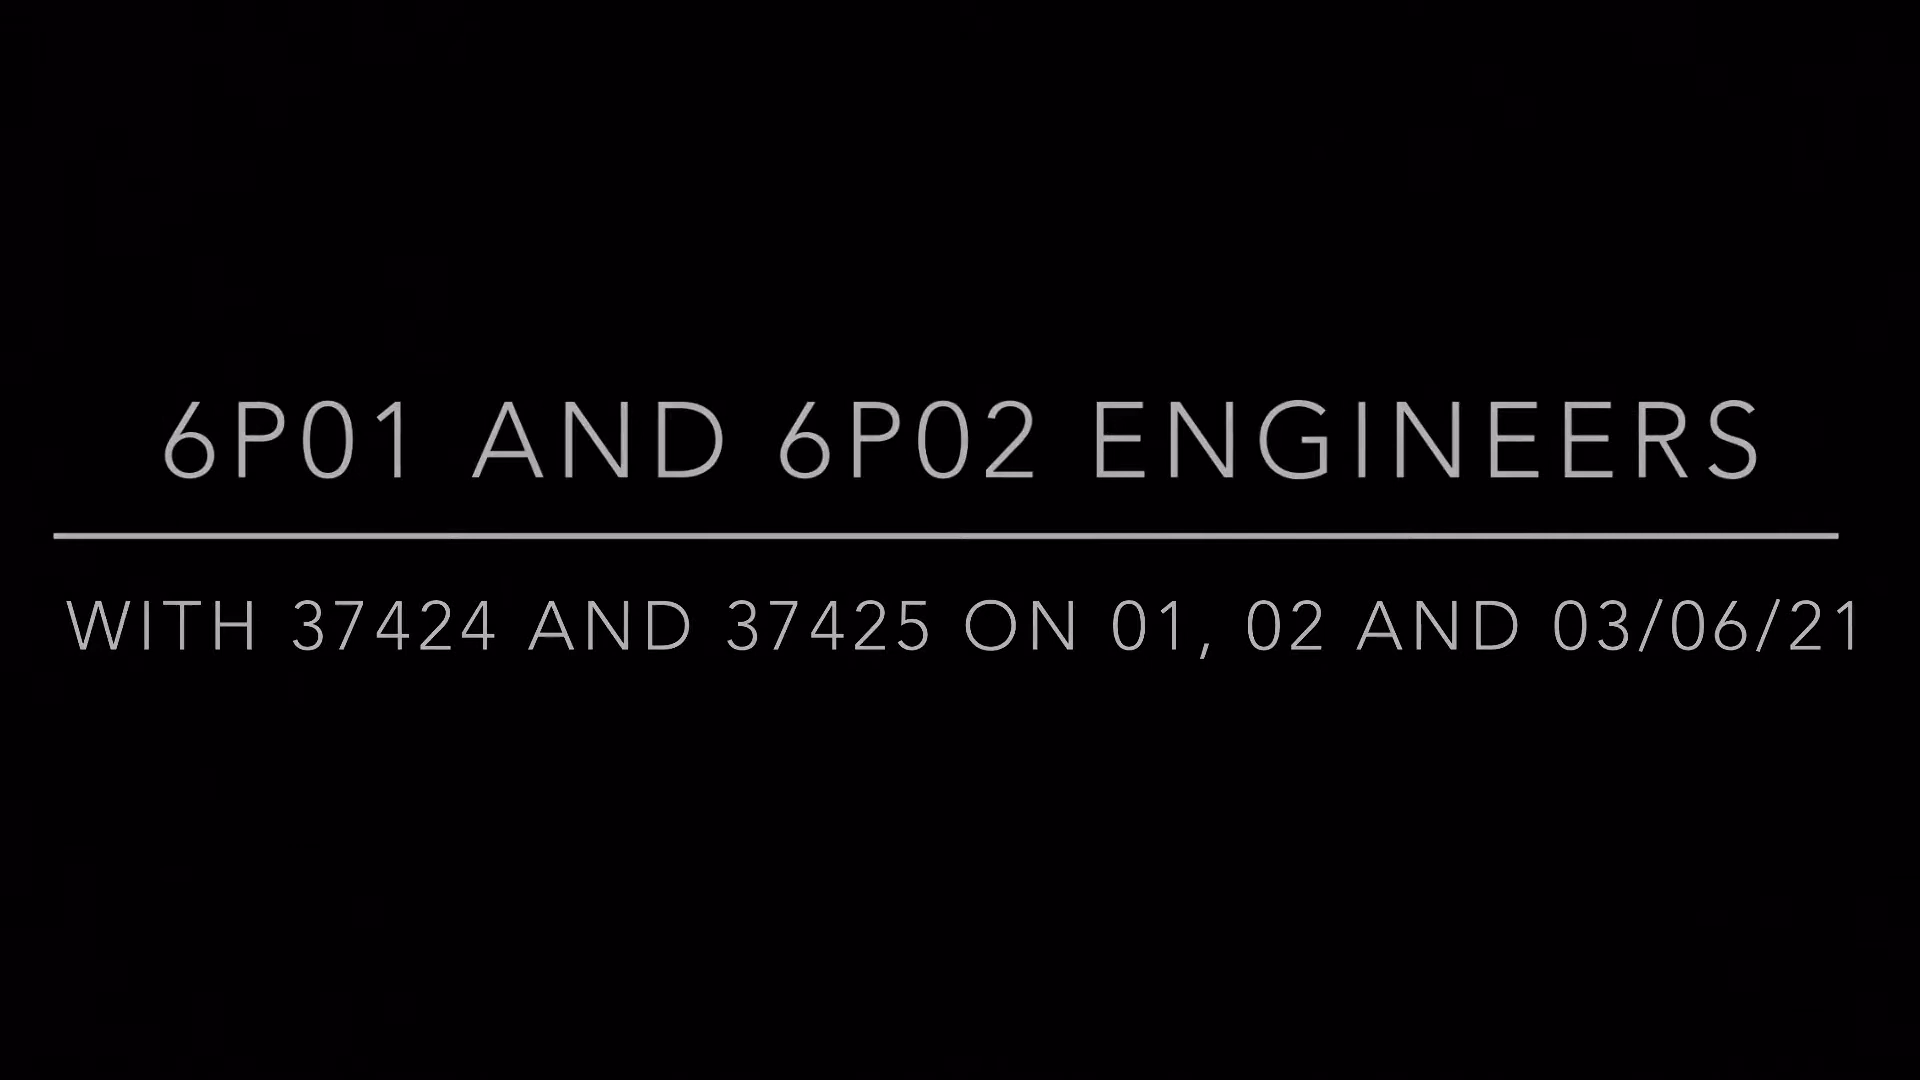 6P01 AND 6P02 ENGINEERS
WITH 37424 AND 37425 ON 01, 02 AND 03/06/21